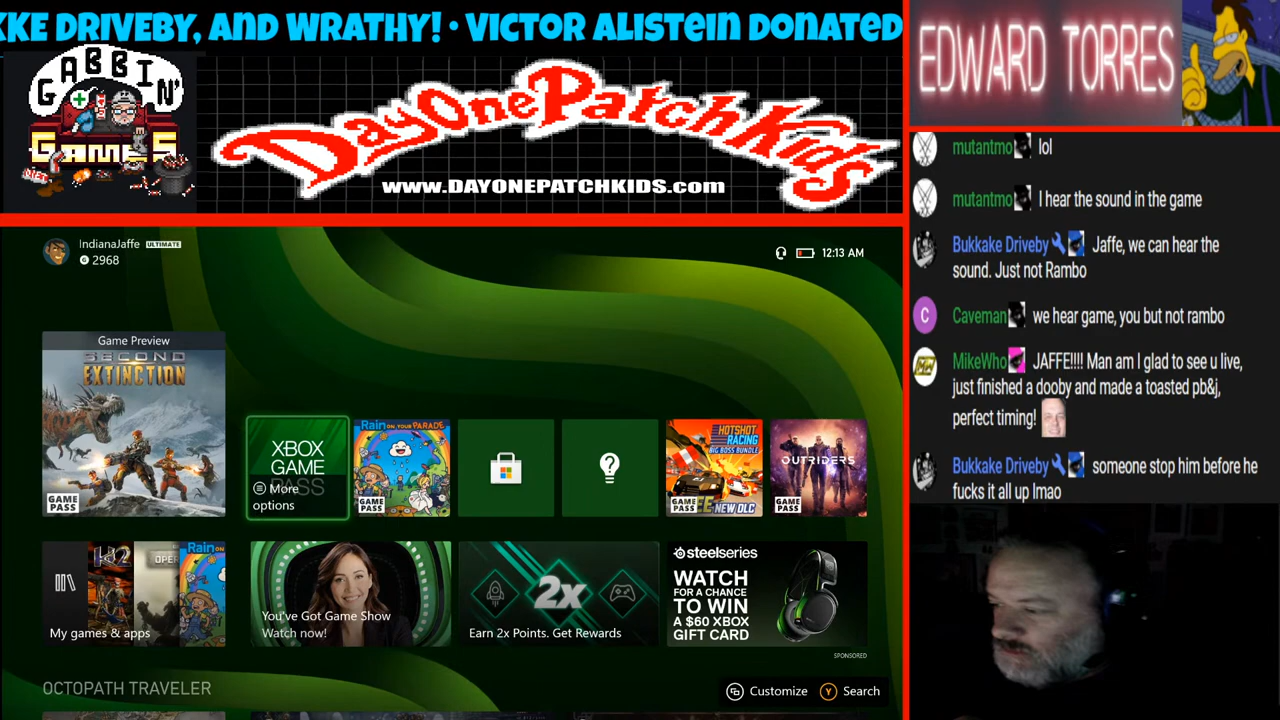 KKE DRIVEBY, AND WRATHY! • VICTOR ALISTEIN DONATED
GABBIN'
GAMES
DayOnePatchKids
www.DAYONEPATCHKIDS.com
EDWARD TORRES
mutantmo lol
mutantmo I hear the sound in the game
Bukkake Driveby Jaffe, we can hear the
sound. Just not Rambo
Caveman we hear game, you but not rambo
MikeWho JAFFE!!!! Man am I glad to see u live,
just finished a dooby and made a toasted pb&j,
perfect timing!
Bukkake Driveby someone stop him before he
fucks it all up lmao
IndianaJaffe ULTIMATE
G 2968
12:13 AM
Game Preview
SECOND
EXTINCTION
GAME
PASS
XBOX
GAME
PASS
More
options
Rain ON YOUR PARADE
GAME
PASS
HOTSHOT
RACING
BIG BOSS BUNDLE
GAME
PASS
NEW DLC
OUTRIDERS
GAME
PASS
My games & apps
Rain
You've Got Game Show
Watch now!
2x
Earn 2x Points. Get Rewards
steelseries
WATCH
FOR A CHANCE
TO WIN
A $60 XBOX
GIFT CARD
SPONSORED
OCTOPATH TRAVELER
Customize
Y Search